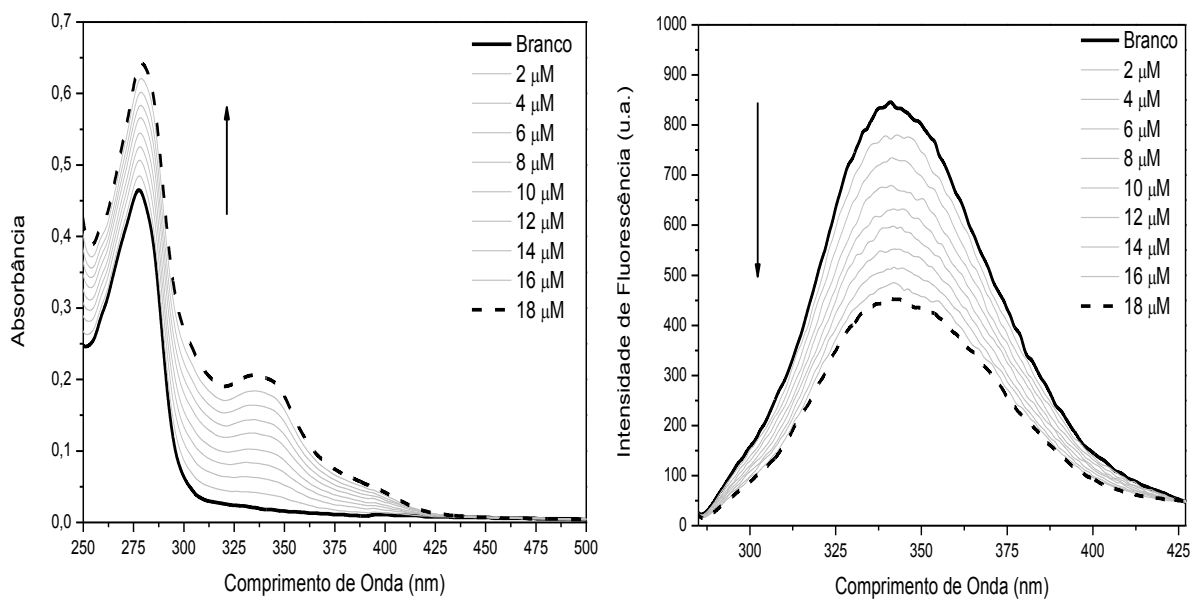 0,7
0,6
0,5
0,4
0,3
0,2
0,1
0,0
Absorbância
250 275 300 325 350 375 400 425 450 475 500
Comprimento de Onda (nm)
Branco
2 μM
4 μM
6 μM
8 μM
10 μM
12 μM
14 μM
16 μM
18 μM
1000
900
800
700
600
500
400
300
200
100
0
Intensidade de Fluorescência (u.a.)
300 325 350 375 400 425
Comprimento de Onda (nm)
Branco
2 μM
4 μM
6 μM
8 μM
10 μM
12 μM
14 μM
16 μM
18 μM